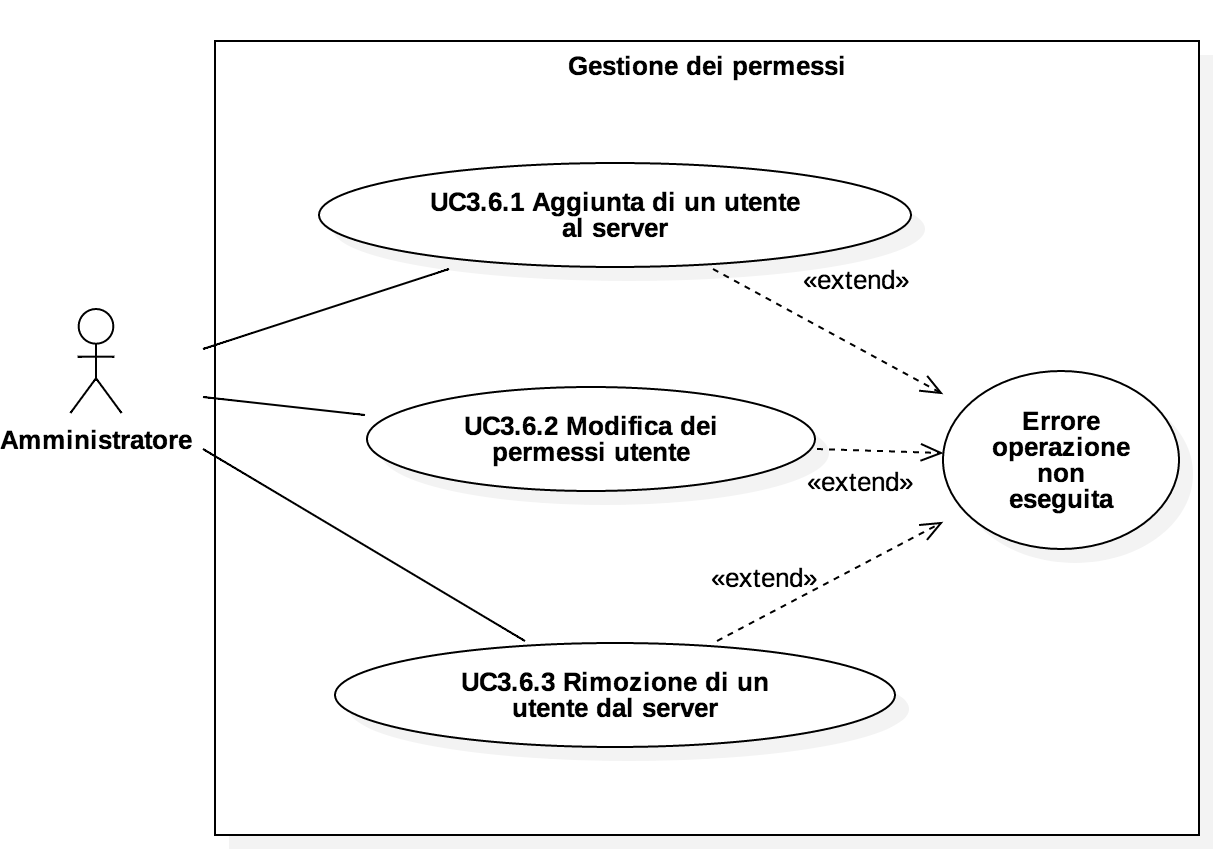 Gestione dei permessi
UC3.6.1 Aggiunta di un utente
al server
«extend»
Amministratore
UC3.6.2 Modifica dei
permessi utente
«extend»
Errore
operazione
non
eseguita
«extend»
UC3.6.3 Rimozione di un
utente dal server